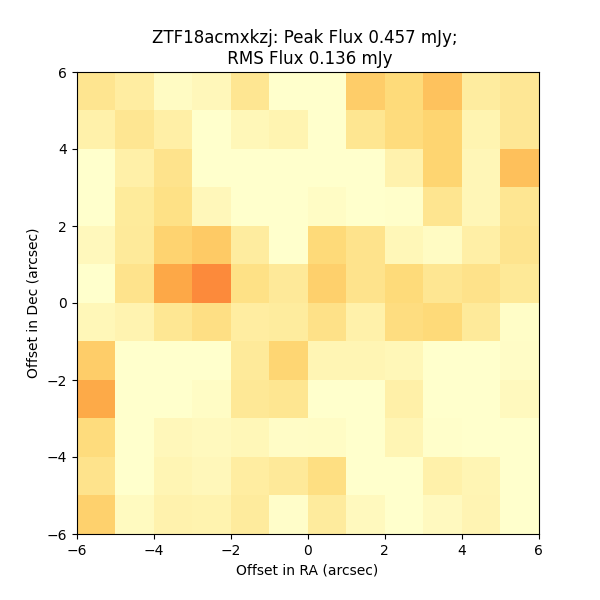 ZTF18acmxkzj: Peak Flux 0.457 mJy;
RMS Flux 0.136 mJy
6
4
2
0
−2
−4
−6
Offset in Dec (arcsec)
−6 −4 −2 0 2 4 6
Offset in RA (arcsec)